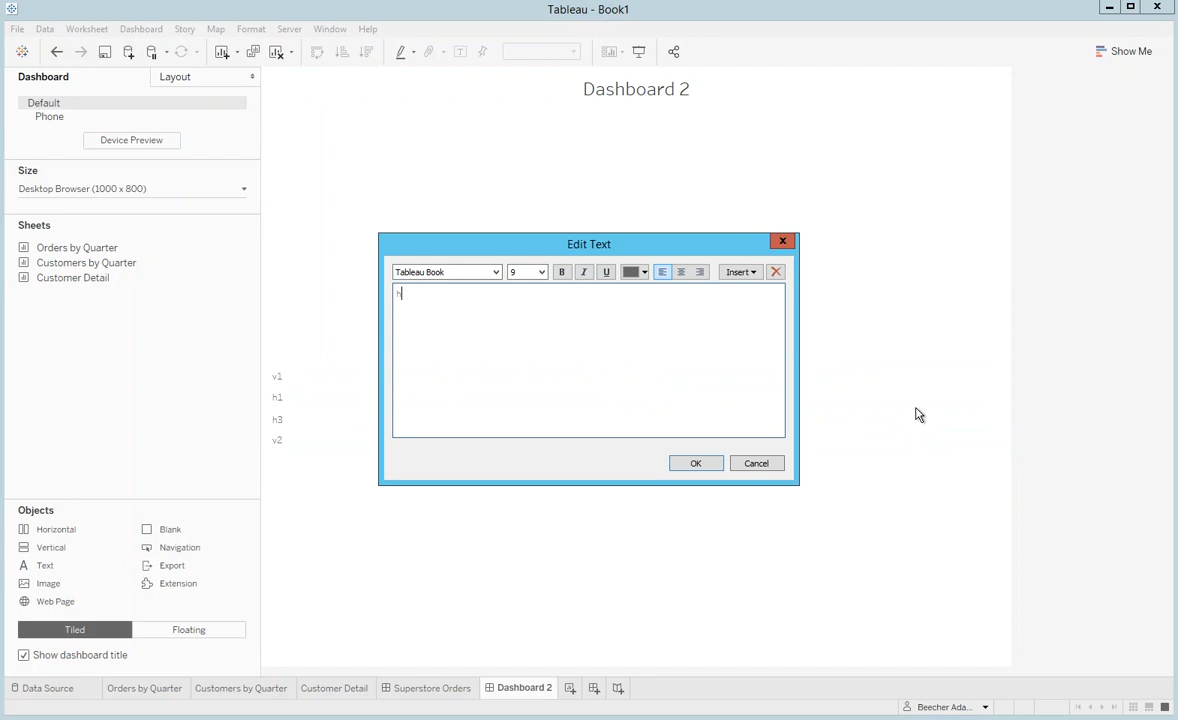 Tableau - Book1
File Data Worksheet Dashboard Story Map Format Server Window Help
Show Me
Dashboard
Layout
Default
Phone
Device Preview
Size
Desktop Browser (1000 x 800)
Sheets
Orders by Quarter
Customers by Quarter
Customer Detail
Dashboard 2
v1
h1
h3
v2
Edit Text
x
Tableau Book 9 B I U Insert
h
OK Cancel
Objects
Horizontal Blank
Vertical Navigation
A Text Export
Image Extension
Web Page
Tiled Floating
Show dashboard title
Data Source Orders by Quarter Customers by Quarter Customer Detail Superstore Orders Dashboard 2
Beecher Ada...